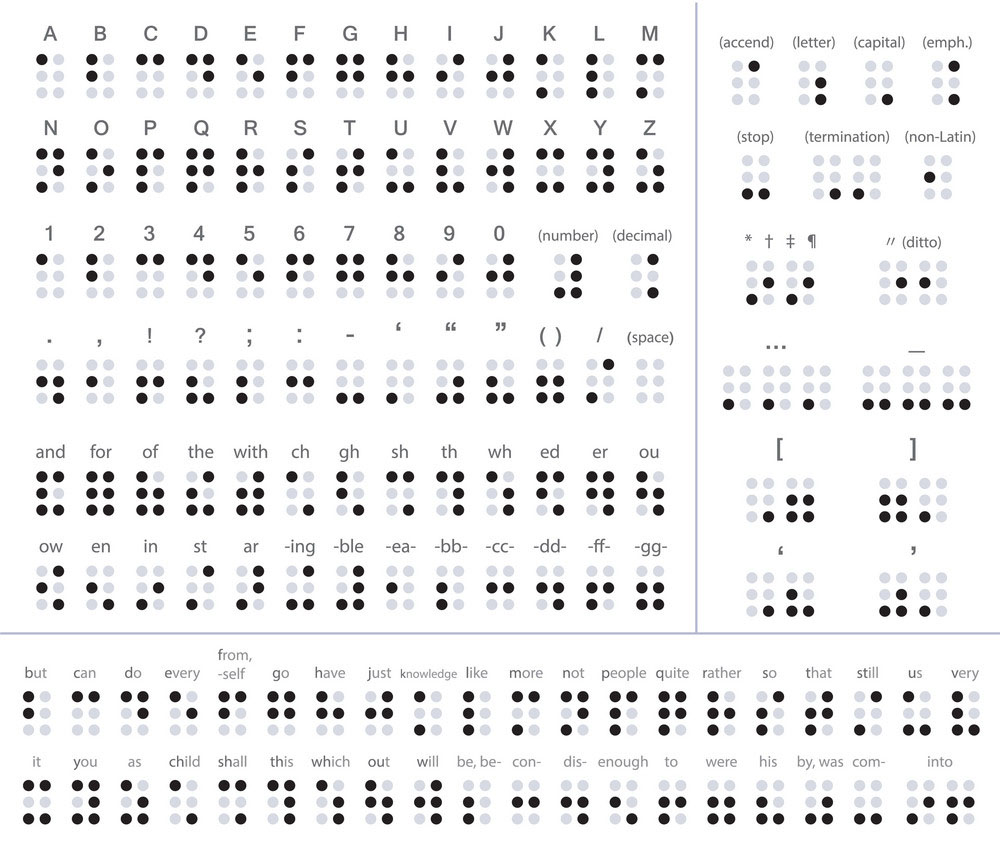 A B C D E F G H I J K L M
N O P Q R S T U V W X Y Z
1 2 3 4 5 6 7 8 9 0 (number) (decimal)
. , ! ? ; : - ‘ “ ” ( ) / (space)
and for of the with ch gh sh th wh ed er ou
ow en in st ar -ing -ble -ea- -bb- -cc- -dd- -ff- -gg-
(accend) (letter) (capital) (emph.)
(stop) (termination) (non-Latin)
* † ‡ ¶ 〃 (ditto)
... —
[ ]
‘ ’
but can do every from, -self go have just knowledge like more not people quite rather so that still us very
it you as child shall this which out will be, be- con- dis- enough to were his by, was com- into